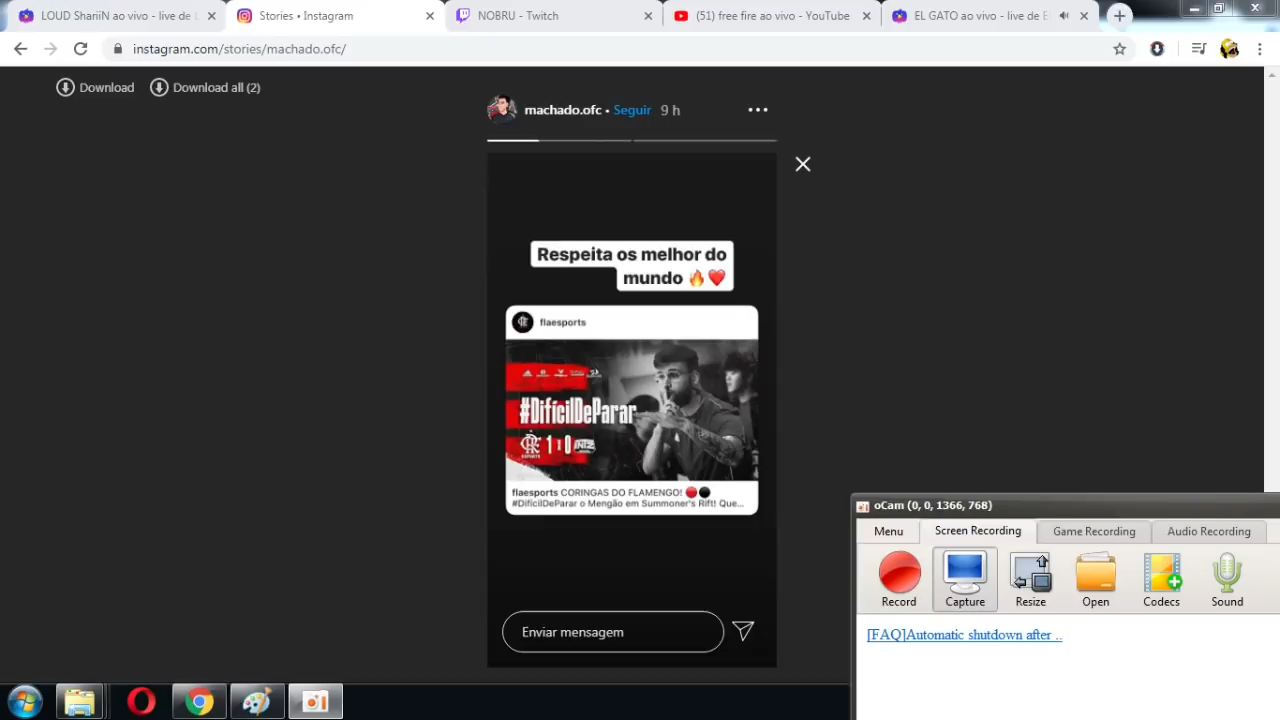 LOUD ShariiN ao vivo - live de L
Stories • Instagram
NOBRU - Twitch
(51) free fire ao vivo - YouTube
EL GATO ao vivo - live de E
instagram.com/stories/machado.ofc/
Download
Download all (2)
machado.ofc • Seguir 9 h
Respeita os melhor do
mundo 🔥❤️
flaesports
#DifícilDeParar
1 0 INTZ
flaesports CORINGAS DO FLAMENGO! 🔴⚫
#DifícilDeParar o Mengão em Summoner's Rift! Que...
Enviar mensagem
oCam (0, 0, 1366, 768)
Menu
Screen Recording
Game Recording
Audio Recording
Record
Capture
Resize
Open
Codecs
Sound
[FAQ]Automatic shutdown after ..